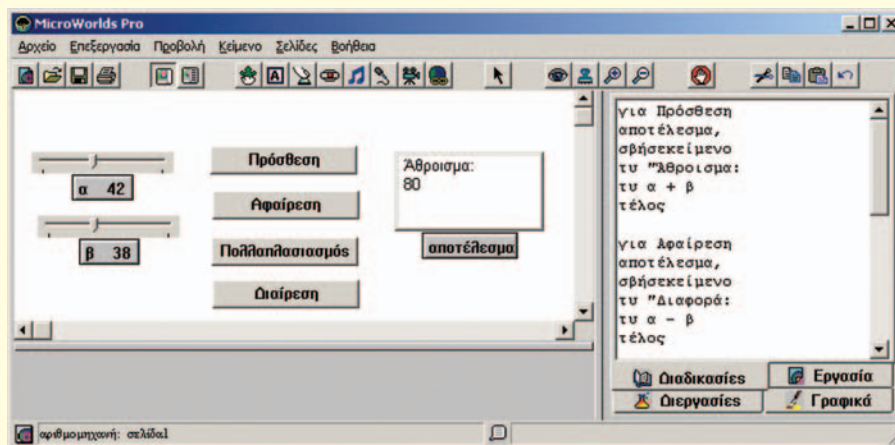 MicroWorlds Pro
Αρχείο Επεξεργασία Προβολή Κείμενο Σελίδες Βοήθεια
α 42
β 38
Πρόσθεση
Αφαίρεση
Πολλαπλασιασμός
Διαίρεση
Άθροισμα:
80
αποτέλεσμα
για Πρόσθεση
αποτέλεσμα,
σβήσεκείμενο
τυ "Άθροισμα:
τυ α + β
τέλος
για Αφαίρεση
αποτέλεσμα,
σβήσεκείμενο
τυ "Διαφορά:
τυ α - β
τέλος
Διαδικασίες
Εργασία
Διεργασίες
Γραφικά
αριθμομηχανή: σελίδα1